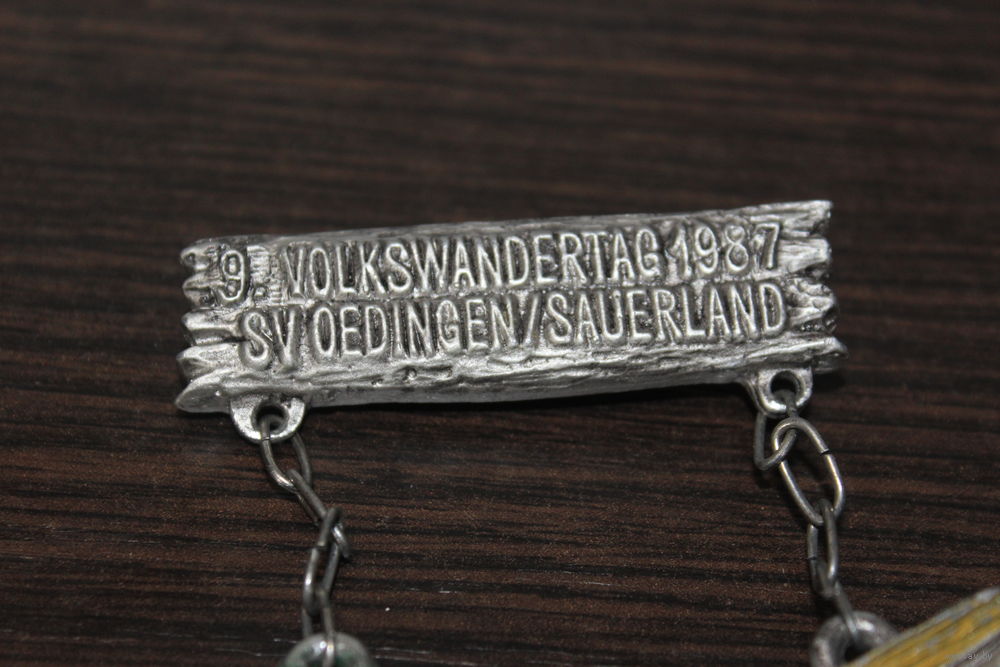 9. VOLKSWANDERTAG 1987
SV OEDINGEN/SAUERLAND